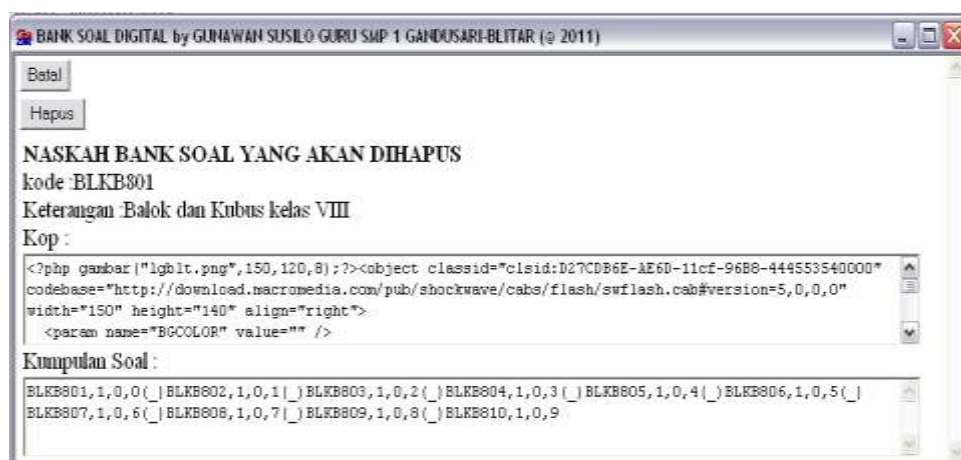 BANK SOAL DIGITAL by GUNAWAN SUSILO GURU SMP 1 GANDUSARI-BLITAR (@ 2011)
Batal
Hapus
NASKAH BANK SOAL YANG AKAN DIHAPUS
kode :BLKB801
Keterangan :Balok dan Kubus kelas VIII
Kop :
<?php gambar("lgblt.png",150,120,8);?><object classid="clsid:D27CDB6E-AE6D-11cf-96B8-444553540000"
codebase="http://download.macromedia.com/pub/shockwave/cabs/flash/swflash.cab#version=5,0,0,0"
width="150" height="140" align="right">
<param name="BGCOLOR" value="" />
Kumpulan Soal :
BLKB801,1,0,0(_)BLKB802,1,0,1(_)BLKB803,1,0,2(_)BLKB804,1,0,3(_)BLKB805,1,0,4(_)BLKB806,1,0,5(_)
BLKB807,1,0,6(_)BLKB808,1,0,7(_)BLKB809,1,0,8(_)BLKB810,1,0,9